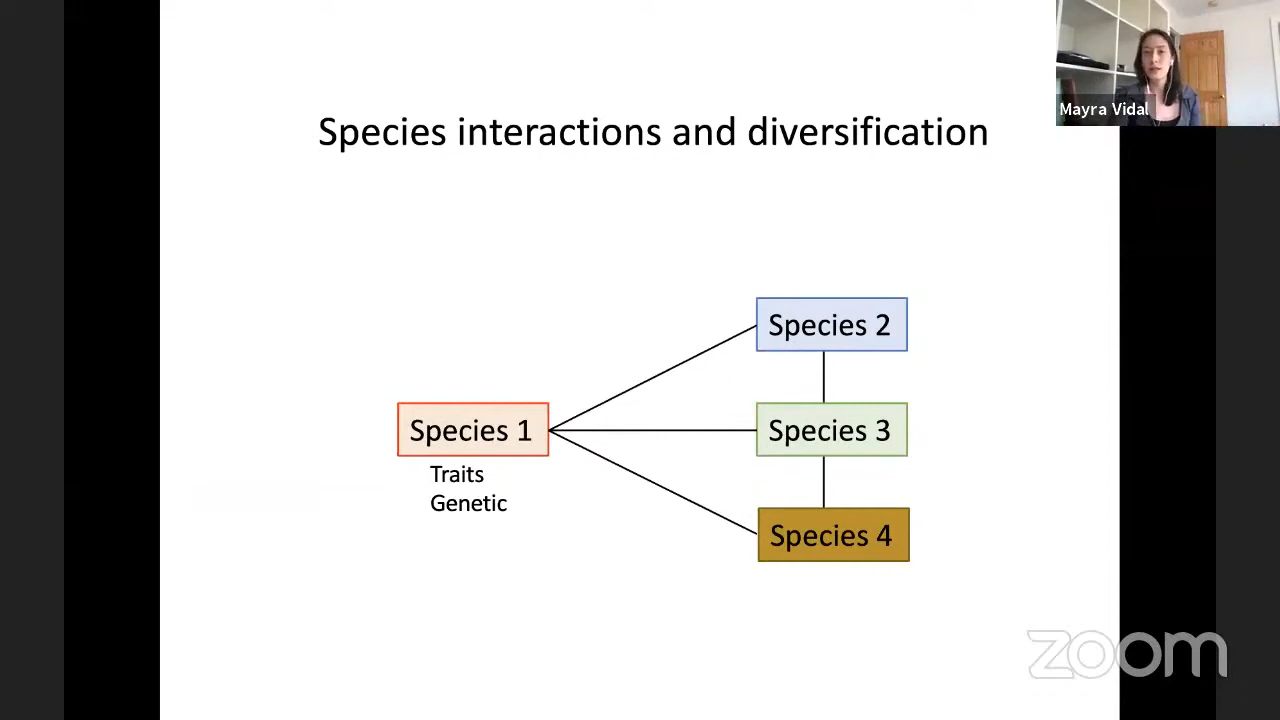 Mayra Vidal
Species interactions and diversification
Species 2
Species 1
Species 3
Traits
Genetic
Species 4
zoom